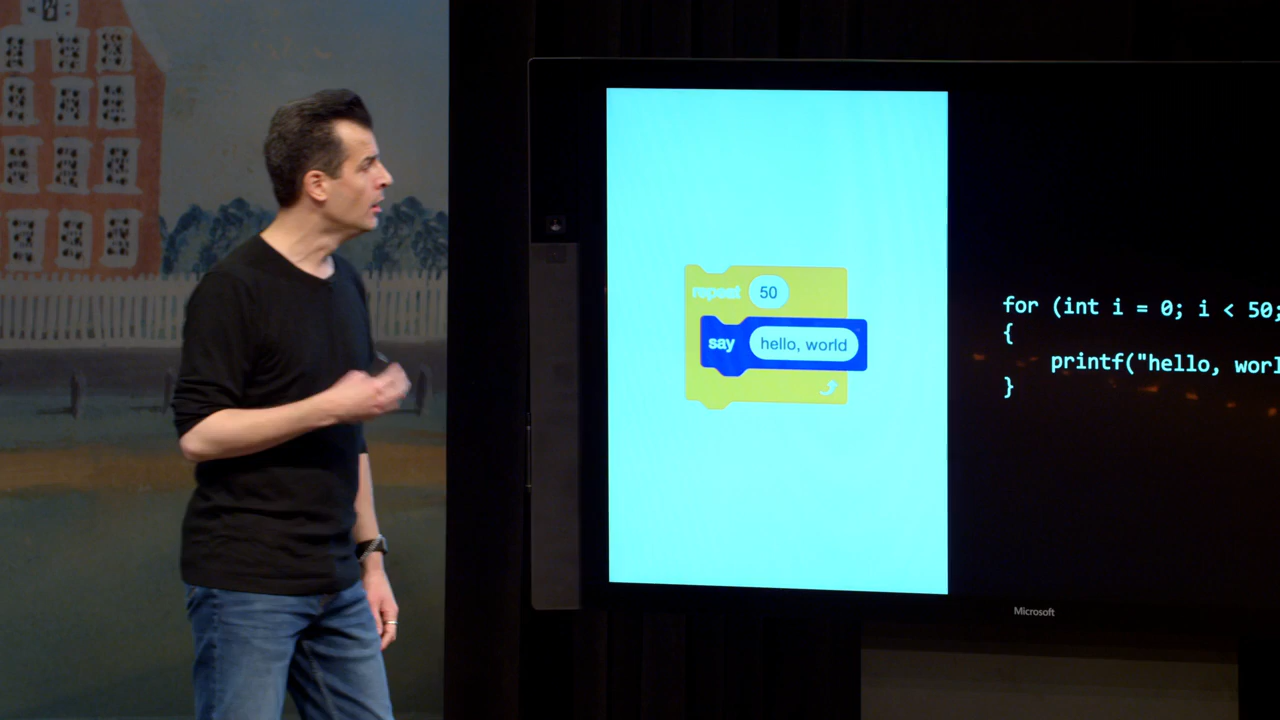 repeat 50
say hello, world
for (int i = 0; i < 50;
{
printf("hello, worl
}
Microsoft